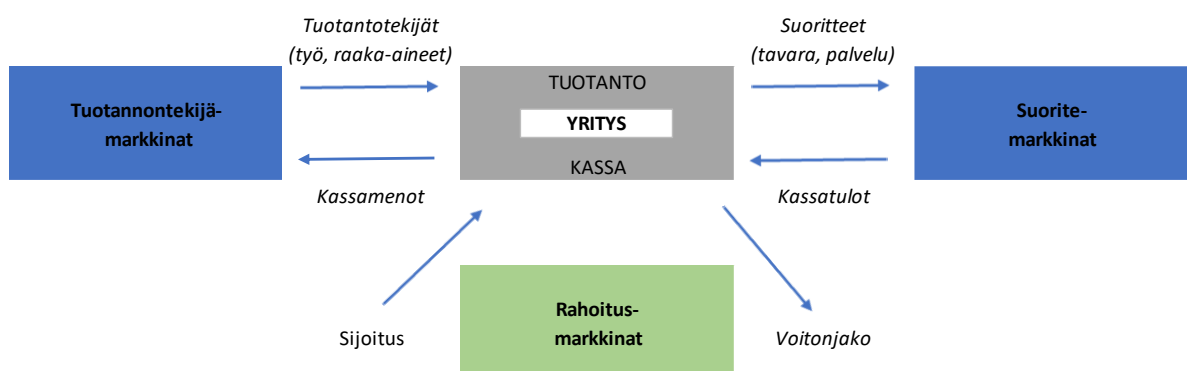 Tuotantotekijät
(työ, raaka-aineet)
Suoritteet
(tavara, palvelu)
Tuotannontekijä-
markkinat
TUOTANTO
YRITYS
KASSA
Suorite-
markkinat
Kassamenot
Kassatulot
Sijoitus
Rahoitus-
markkinat
Voitonjako